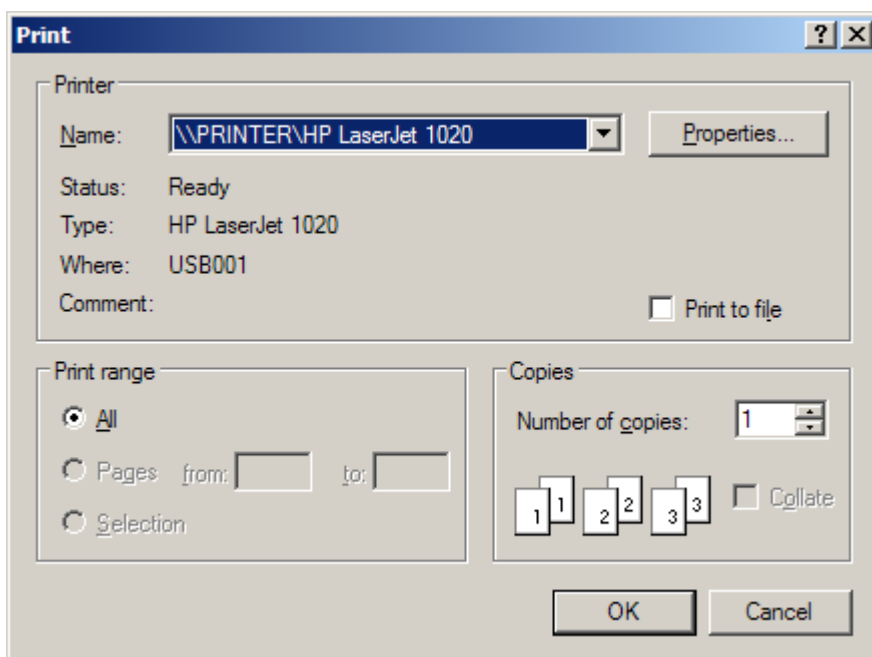 Print
Printer
Name: \\PRINTER\HP LaserJet 1020 Properties...
Status: Ready
Type: HP LaserJet 1020
Where: USB001
Comment: Print to file
Print range
All
Pages from: to:
Selection
Copies
Number of copies: 1
1 1 2 2 3 3 Collate
OK Cancel